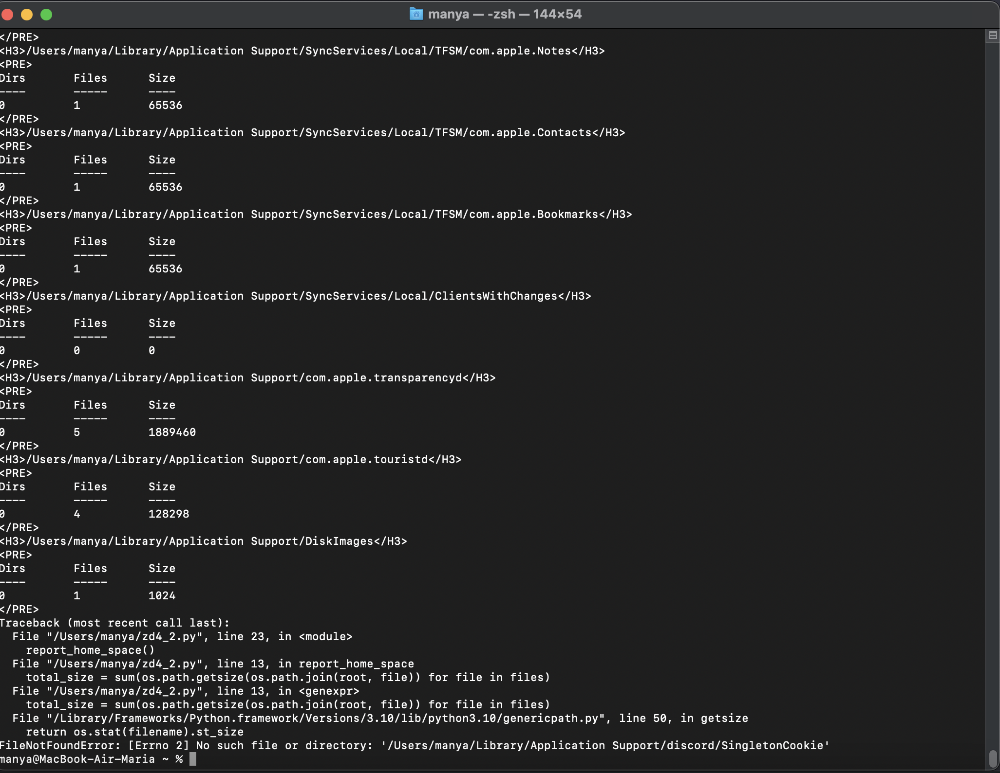 manya — -zsh — 144×54
</PRE>
<H3>/Users/manya/Library/Application Support/SyncServices/Local/TFSM/com.apple.Notes</H3>
<PRE>
Dirs Files Size
---- ----- ----
0 1 65536
</PRE>
<H3>/Users/manya/Library/Application Support/SyncServices/Local/TFSM/com.apple.Contacts</H3>
<PRE>
Dirs Files Size
---- ----- ----
0 1 65536
</PRE>
<H3>/Users/manya/Library/Application Support/SyncServices/Local/TFSM/com.apple.Bookmarks</H3>
<PRE>
Dirs Files Size
---- ----- ----
0 1 65536
</PRE>
<H3>/Users/manya/Library/Application Support/SyncServices/Local/ClientsWithChanges</H3>
<PRE>
Dirs Files Size
---- ----- ----
0 0 0
</PRE>
<H3>/Users/manya/Library/Application Support/com.apple.transparencyd</H3>
<PRE>
Dirs Files Size
---- ----- ----
0 5 1889460
</PRE>
<H3>/Users/manya/Library/Application Support/com.apple.touristd</H3>
<PRE>
Dirs Files Size
---- ----- ----
0 4 128298
</PRE>
<H3>/Users/manya/Library/Application Support/DiskImages</H3>
<PRE>
Dirs Files Size
---- ----- ----
0 1 1024
</PRE>
Traceback (most recent call last):
  File "/Users/manya/zd4_2.py", line 23, in <module>
    report_home_space()
  File "/Users/manya/zd4_2.py", line 13, in report_home_space
    total_size = sum(os.path.getsize(os.path.join(root, file)) for file in files)
  File "/Users/manya/zd4_2.py", line 13, in <genexpr>
    total_size = sum(os.path.getsize(os.path.join(root, file)) for file in files)
  File "/Library/Frameworks/Python.framework/Versions/3.10/lib/python3.10/genericpath.py", line 50, in getsize
    return os.stat(filename).st_size
FileNotFoundError: [Errno 2] No such file or directory: '/Users/manya/Library/Application Support/discord/SingletonCookie'
manya@MacBook-Air-Maria ~ %